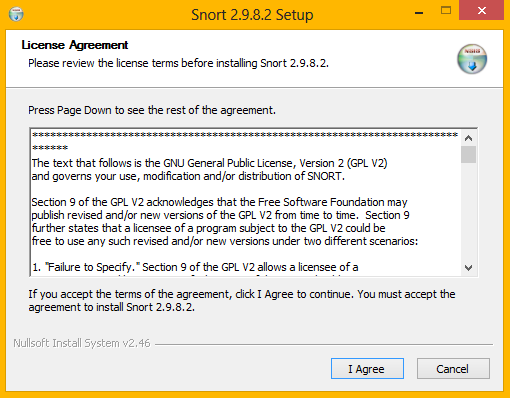 Snort 2.9.8.2 Setup
License Agreement
Please review the license terms before installing Snort 2.9.8.2.
Press Page Down to see the rest of the agreement.
*******************************************************************************
******
The text that follows is the GNU General Public License, Version 2 (GPL V2)
and governs your use, modification and/or distribution of SNORT.
Section 9 of the GPL V2 acknowledges that the Free Software Foundation may
publish revised and/or new versions of the GPL V2 from time to time.  Section 9
further states that a licensee of a program subject to the GPL V2 could be
free to use any such revised and/or new versions under two different scenarios:
1. "Failure to Specify." Section 9 of the GPL V2 allows a licensee of a
If you accept the terms of the agreement, click I Agree to continue. You must accept the
agreement to install Snort 2.9.8.2.
Nullsoft Install System v2.46
I Agree
Cancel